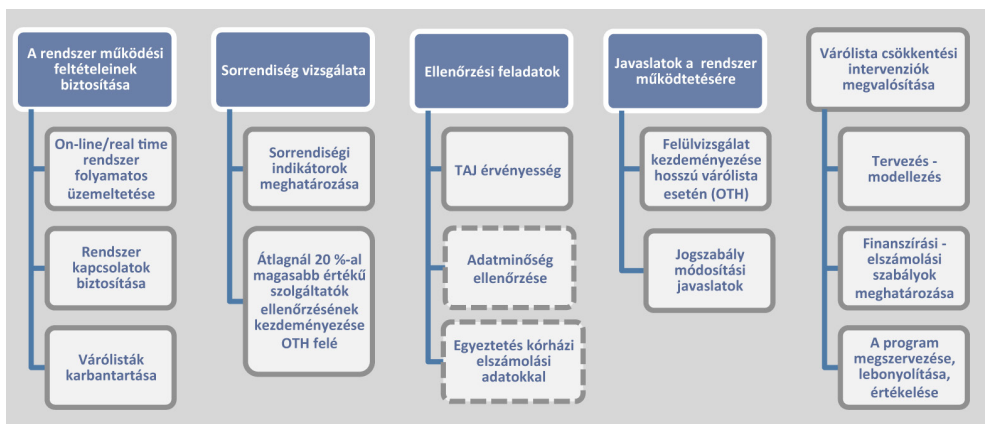 A rendszer működési
feltételeinek
biztosítása
On-line/real time
rendszer
folyamatos
üzemeltetése
Rendszer
kapcsolatok
biztosítása
Várólisták
karbantartása
Sorrendiség vizsgálata
Sorrendiségi
indikátorok
meghatározása
Átlagnál 20 %-al
magasabb értékű
szolgáltatók
ellenőrzésének
kezdeményezése
OTH felé
Ellenőrzési feladatok
TAJ érvényesség
Adatminőség
ellenőrzése
Egyeztetés kórházi
elszámolási
adatokkal
Javaslatok a rendszer
működtetésére
Felülvizsgálat
kezdeményezése
hosszú várólista
esetén (OTH)
Jogszabály
módosítási
javaslatok
Várólista csökkentési
intervenziók
megvalósítása
Tervezés -
modellezés
Finanszírási -
elszámolási
szabályok
meghatározása
A program
megszervezése,
lebonyolítása,
értékelése